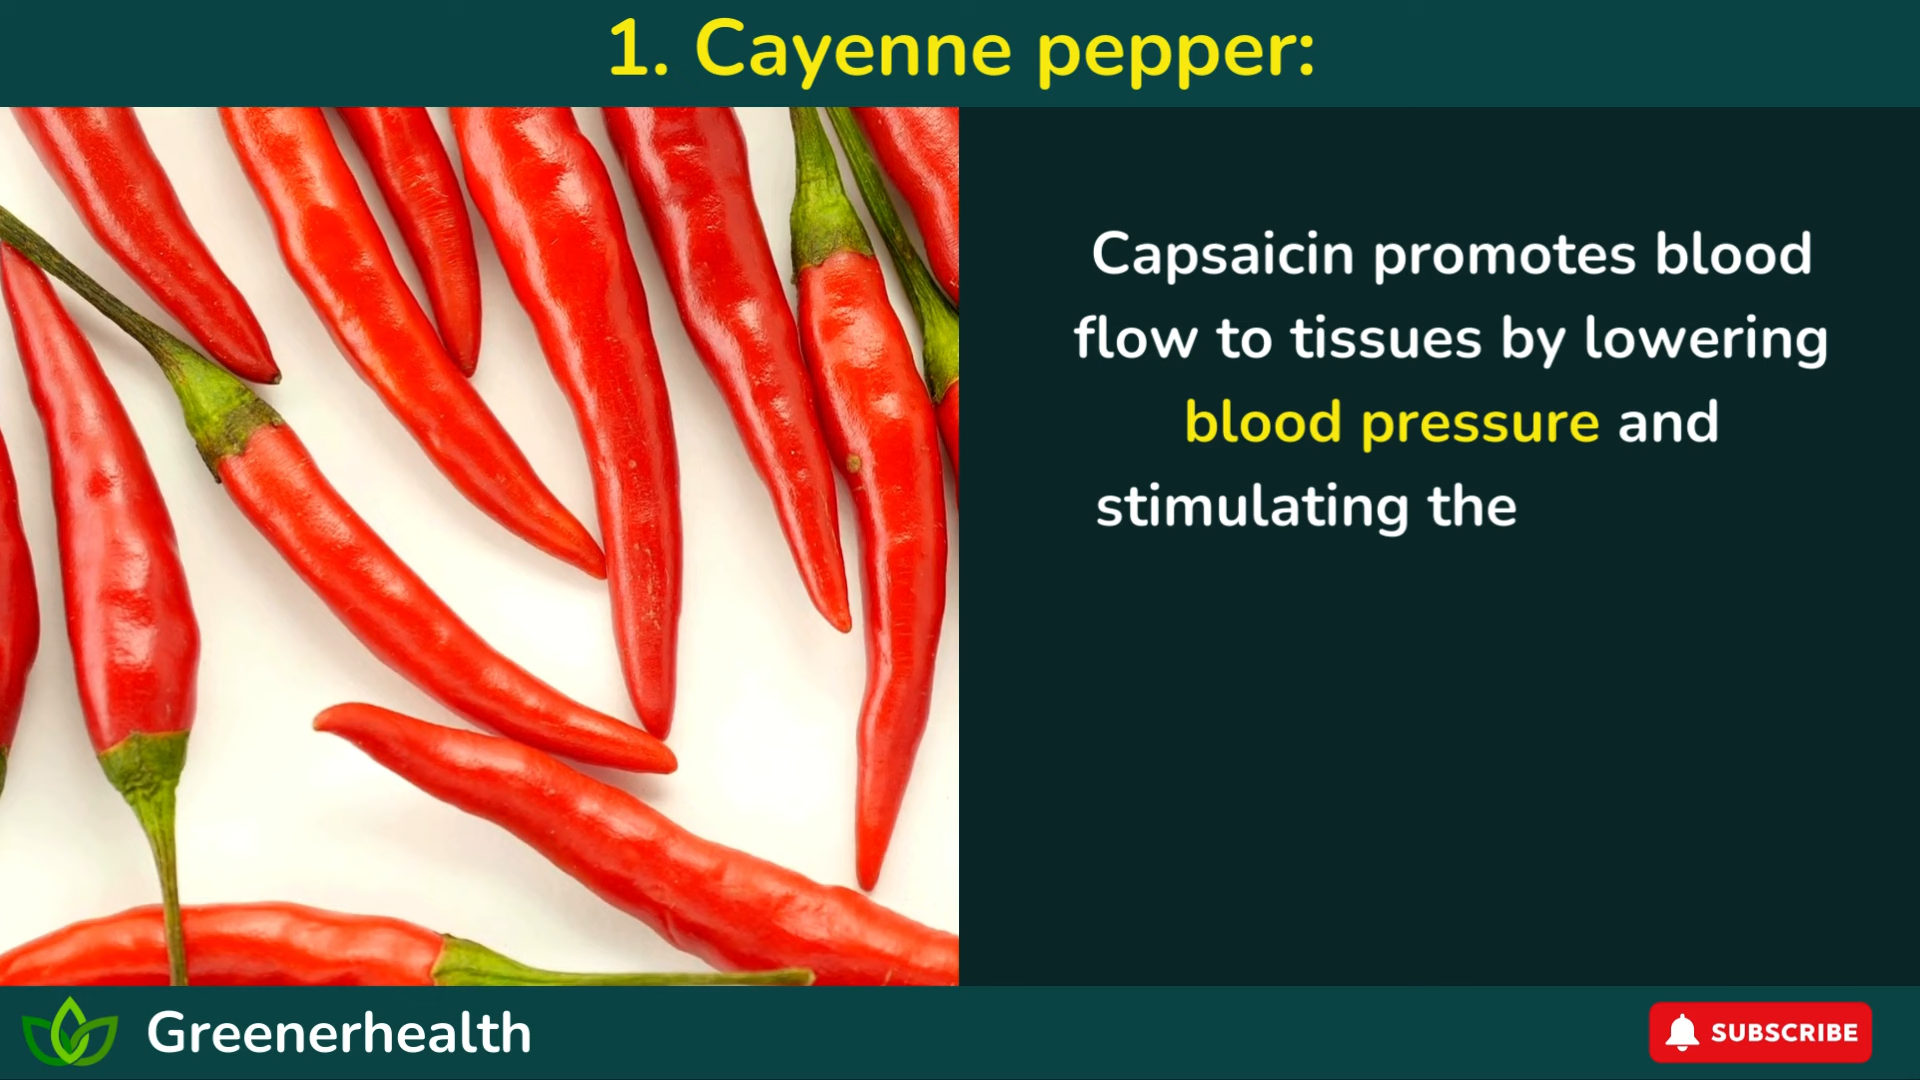 1. Cayenne pepper:
Capsaicin promotes blood
flow to tissues by lowering
blood pressure and
stimulating the
Greenerhealth
SUBSCRIBE